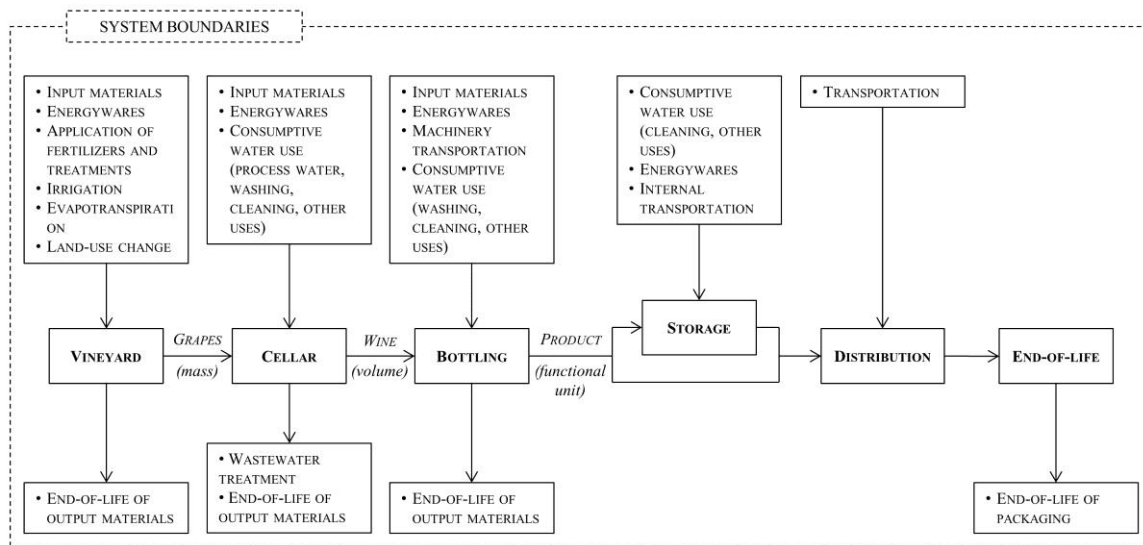 SYSTEM BOUNDARIES
• INPUT MATERIALS
• ENERGYWARES
• APPLICATION OF
FERTILIZERS AND
TREATMENTS
• IRRIGATION
• EVAPOTRANSPIRATI
ON
• LAND-USE CHANGE
• INPUT MATERIALS
• ENERGYWARES
• CONSUMPTIVE
WATER USE
(PROCESS WATER,
WASHING,
CLEANING, OTHER
USES)
• INPUT MATERIALS
• ENERGYWARES
• MACHINERY
TRANSPORTATION
• CONSUMPTIVE
WATER USE
(WASHING,
CLEANING, OTHER
USES)
• CONSUMPTIVE
WATER USE
(CLEANING, OTHER
USES)
• ENERGYWARES
• INTERNAL
TRANSPORTATION
• TRANSPORTATION
VINEYARD
GRAPES
(mass)
CELLAR
WINE
(volume)
BOTTLING
PRODUCT
(functional
unit)
STORAGE
DISTRIBUTION
END-OF-LIFE
• END-OF-LIFE OF
OUTPUT MATERIALS
• WASTEWATER
TREATMENT
• END-OF-LIFE OF
OUTPUT MATERIALS
• END-OF-LIFE OF
OUTPUT MATERIALS
• END-OF-LIFE OF
PACKAGING